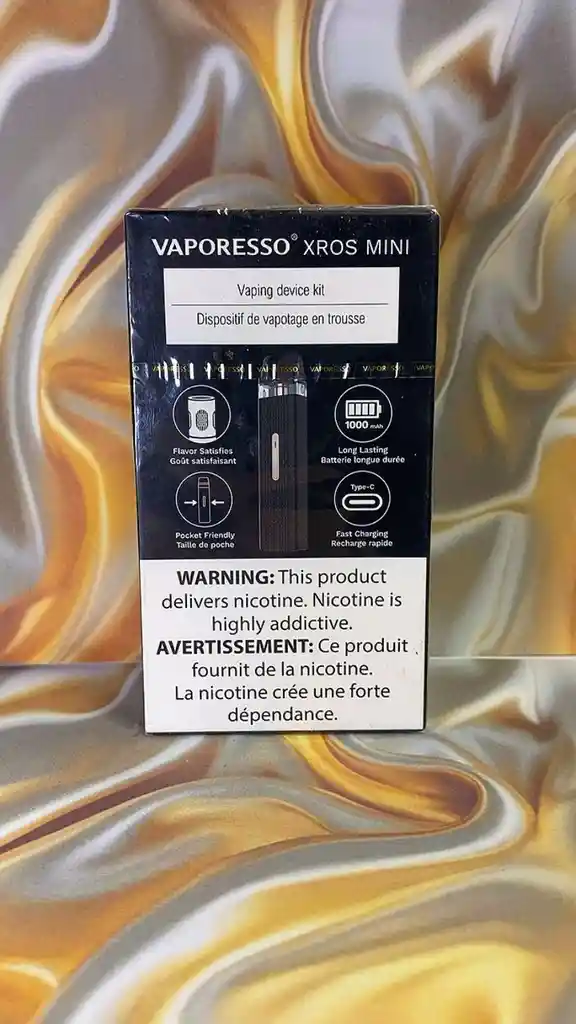 VAPORESSO® XROS MINI
Vaping device kit
Dispositif de vapotage en trousse
VAPORESSO VAPORESSO VAPORESSO VAPORESSO
Flavor Satisfies
Goût satisfaisant
1000 mAh
Long Lasting
Batterie longue durée
Pocket Friendly
Taille de poche
Type-C
Fast Charging
Recharge rapide
WARNING: This product
delivers nicotine. Nicotine is
highly addictive.
AVERTISSEMENT: Ce produit
fournit de la nicotine.
La nicotine crée une forte
dépendance.